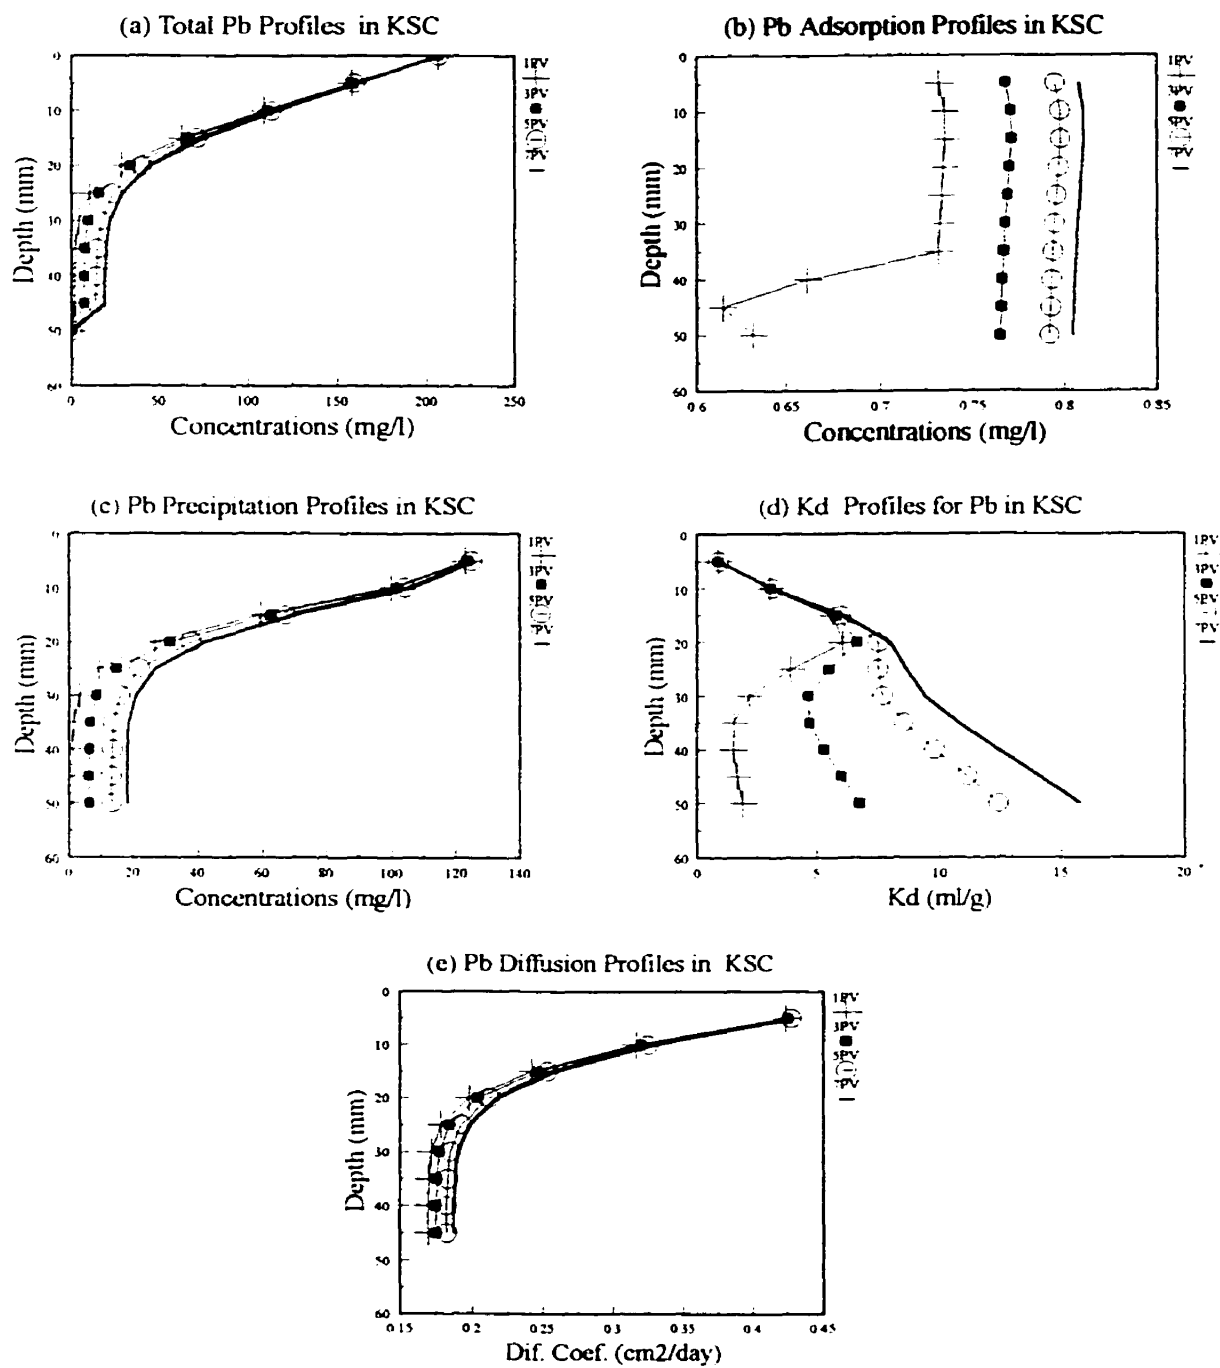 (a) Total Pb Profiles in KSC
0
10
20
30
40
50
60
0 50 100 150 200 250
Depth (mm)
Concentrations (mg/l)
1PV
3PV
5PV
7PV
(b) Pb Adsorption Profiles in KSC
0
10
20
30
40
50
60
0.6 0.65 0.7 0.75 0.8 0.85
Depth (mm)
Concentrations (mg/l)
1PV
3PV
5PV
7PV
(c) Pb Precipitation Profiles in KSC
0
10
20
30
40
50
60
0 20 40 60 80 100 120 140
Depth (mm)
Concentrations (mg/l)
1PV
3PV
5PV
7PV
(d) Kd Profiles for Pb in KSC
0
10
20
30
40
50
60
0 5 10 15 20
Depth (mm)
Kd (ml/g)
1PV
3PV
5PV
7PV
(e) Pb Diffusion Profiles in KSC
0
10
20
30
40
50
60
0.15 0.2 0.25 0.3 0.35 0.4 0.45
Depth (mm)
Dif. Coef. (cm2/day)
1PV
3PV
5PV
7PV